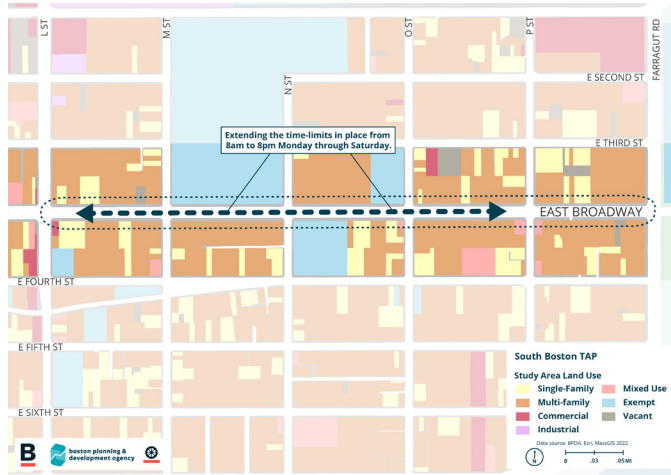 L ST
M ST
N ST
O ST
P ST
FARRAGUT RD
E SECOND ST
E THIRD ST
Extending the time-limits in place from
8am to 8pm Monday through Saturday.
EAST BROADWAY
E FOURTH ST
E FIFTH ST
E SIXTH ST
South Boston TAP
Study Area Land Use
Single-Family
Multi-family
Commercial
Industrial
Mixed Use
Exempt
Vacant
Data source: BPDA, Esri, MassGIS 2022
N
0 .03 .05 MI
B
boston planning &
development agency